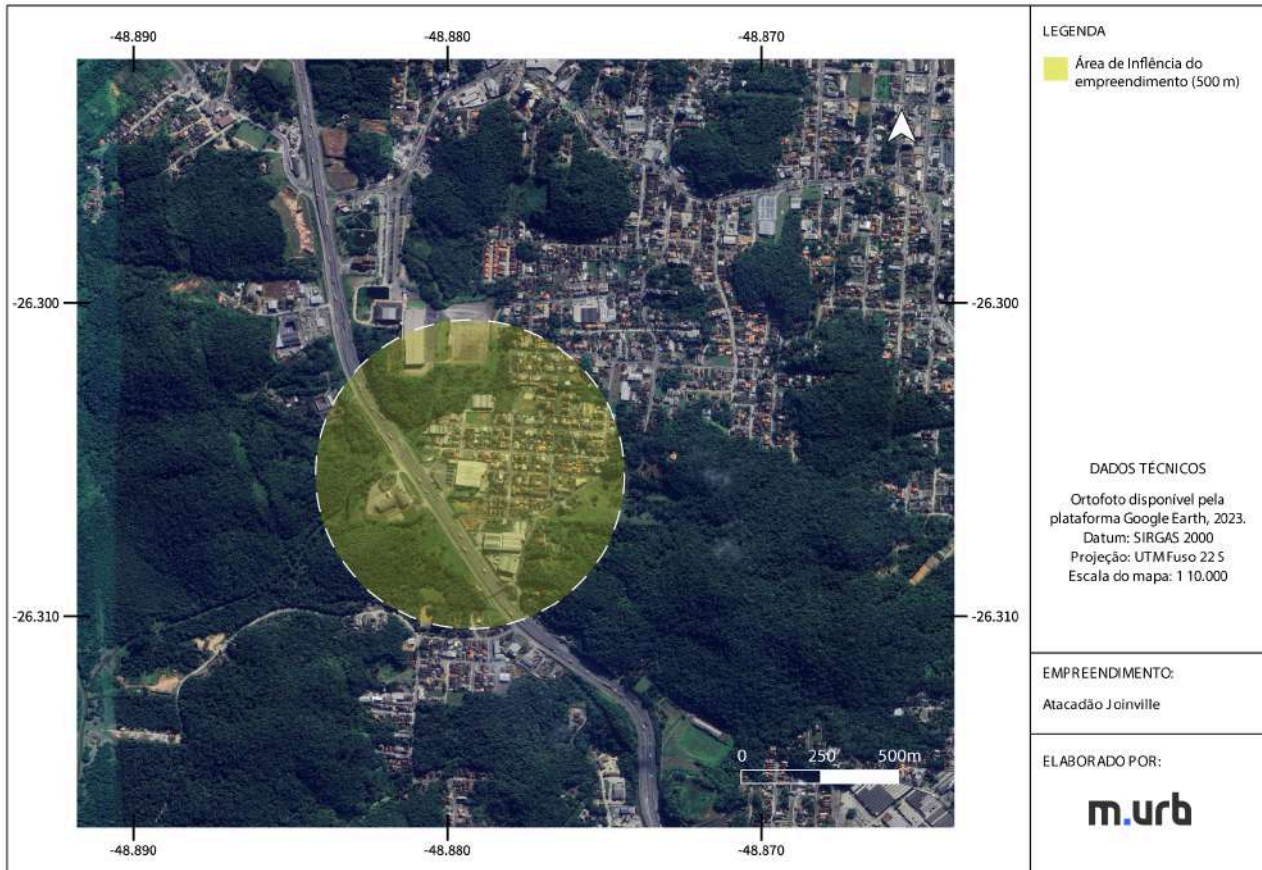 -48.890 -48.880 -48.870
-26.300 -26.300
-26.310 -26.310
0 250 500m
-48.890 -48.880 -48.870
LEGENDA
Área de Inflência do
empreendimento (500 m)
DADOS TÉCNICOS
Ortofoto disponível pela
plataforma Google Earth, 2023.
Datum: SIRGAS 2000
Projeção: UTM Fuso 22 S
Escala do mapa: 1 10.000
EMPREENDIMENTO:
Atacadão Joinville
ELABORADO POR:
m.urb